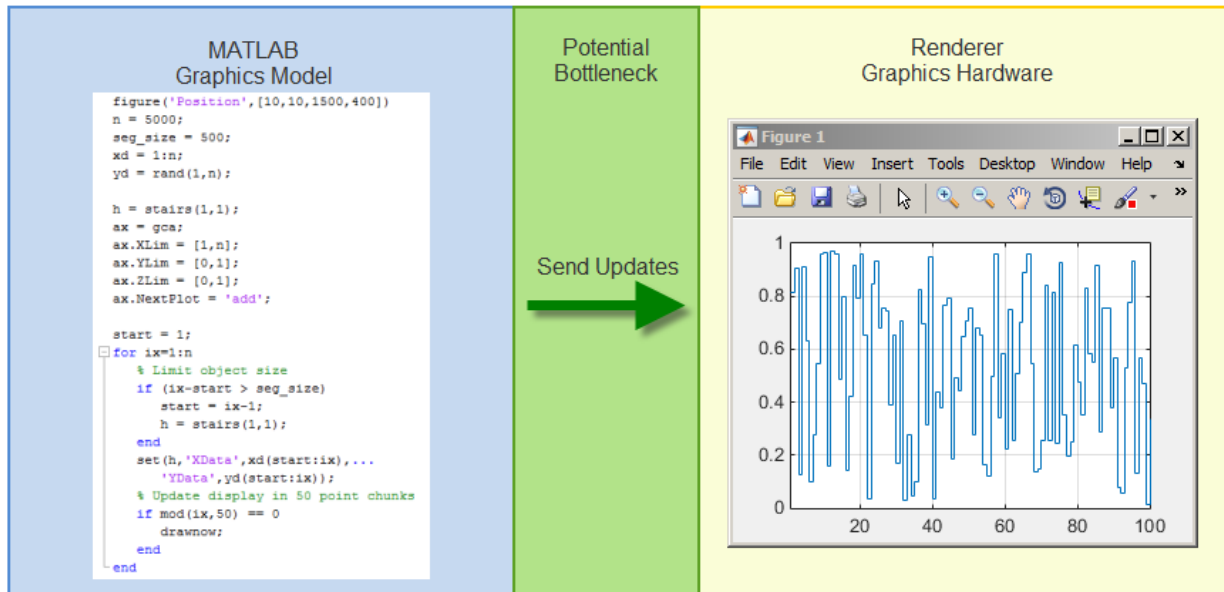 MATLAB
Graphics Model
figure('Position',[10,10,1500,400])
n = 5000;
seg_size = 500;
xd = 1:n;
yd = rand(1,n);
h = stairs(1,1);
ax = gca;
ax.XLim = [1,n];
ax.YLim = [0,1];
ax.ZLim = [0,1];
ax.NextPlot = 'add';
start = 1;
for ix=1:n
% Limit object size
if (ix-start > seg_size)
start = ix-1;
h = stairs(1,1);
end
set(h,'XData',xd(start:ix),...
'YData',yd(start:ix));
% Update display in 50 point chunks
if mod(ix,50) == 0
drawnow;
end
end
Potential
Bottleneck
Send Updates
Renderer
Graphics Hardware
Figure 1
File Edit View Insert Tools Desktop Window Help
1
0.8
0.6
0.4
0.2
0
20 40 60 80 100